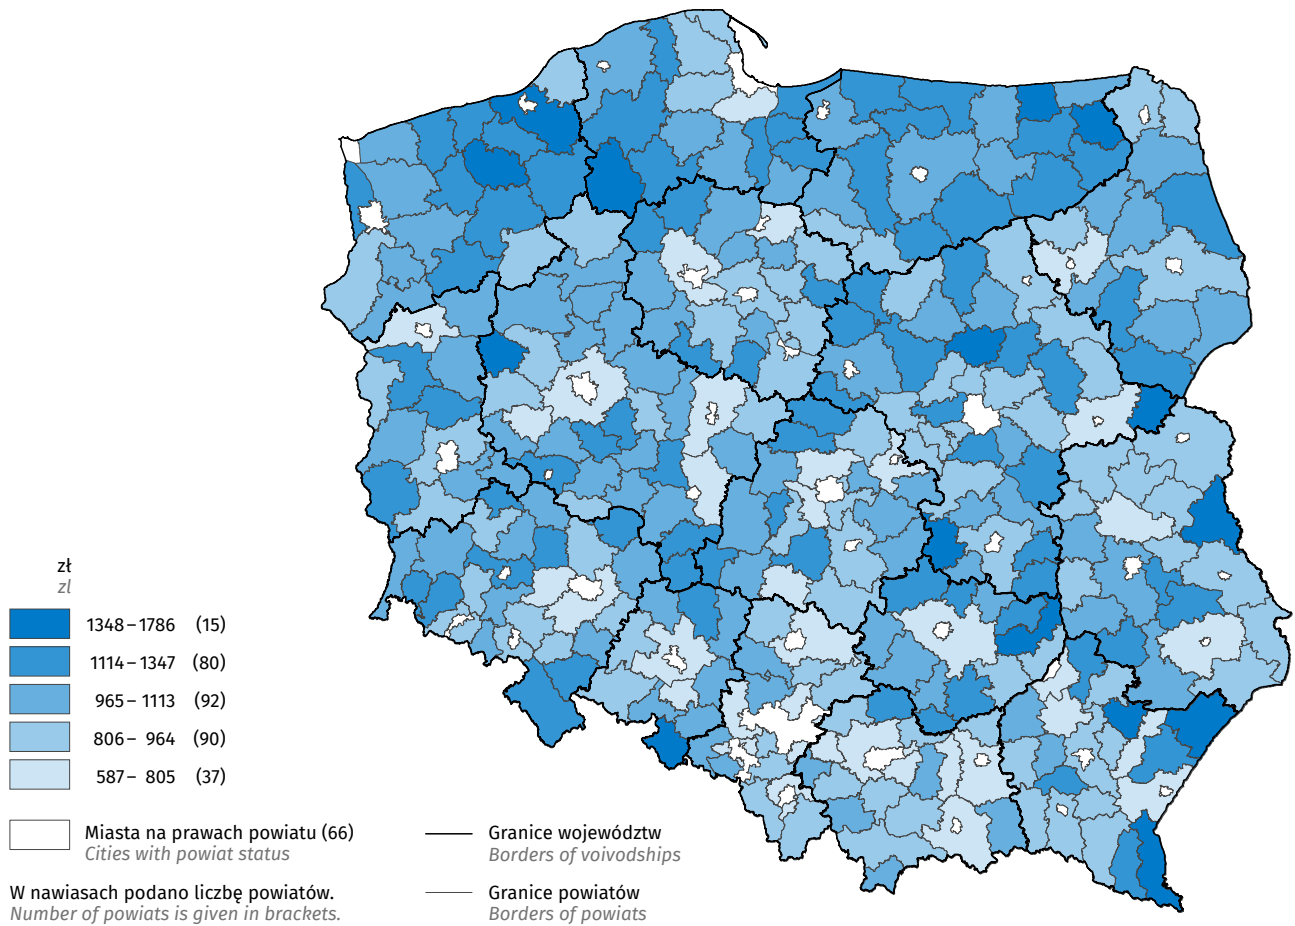 zł
zl
1348–1786 (15)
1114–1347 (80)
965–1113 (92)
806–964 (90)
587–805 (37)
Miasta na prawach powiatu (66)
Cities with powiat status
W nawiasach podano liczbę powiatów.
Number of powiats is given in brackets.
Granice województw
Borders of voivodships
Granice powiatów
Borders of powiats